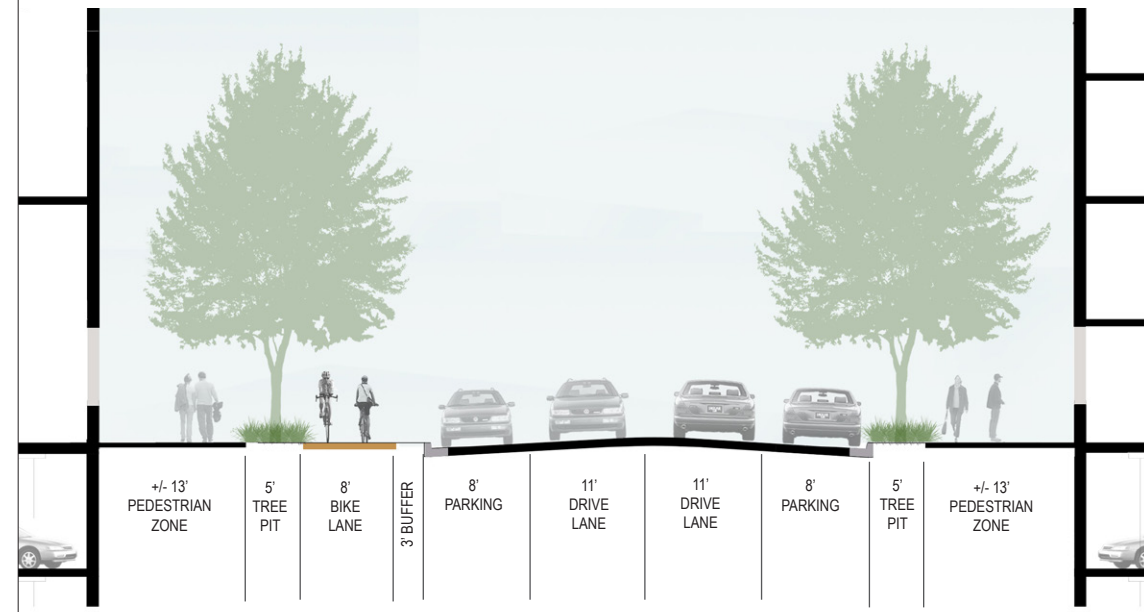 +/- 13’
PEDESTRIAN
ZONE
5’
TREE
PIT
8’
BIKE
LANE
3’ BUFFER
8’
PARKING
11’
DRIVE
LANE
11’
DRIVE
LANE
8’
PARKING
5’
TREE
PIT
+/- 13’
PEDESTRIAN
ZONE